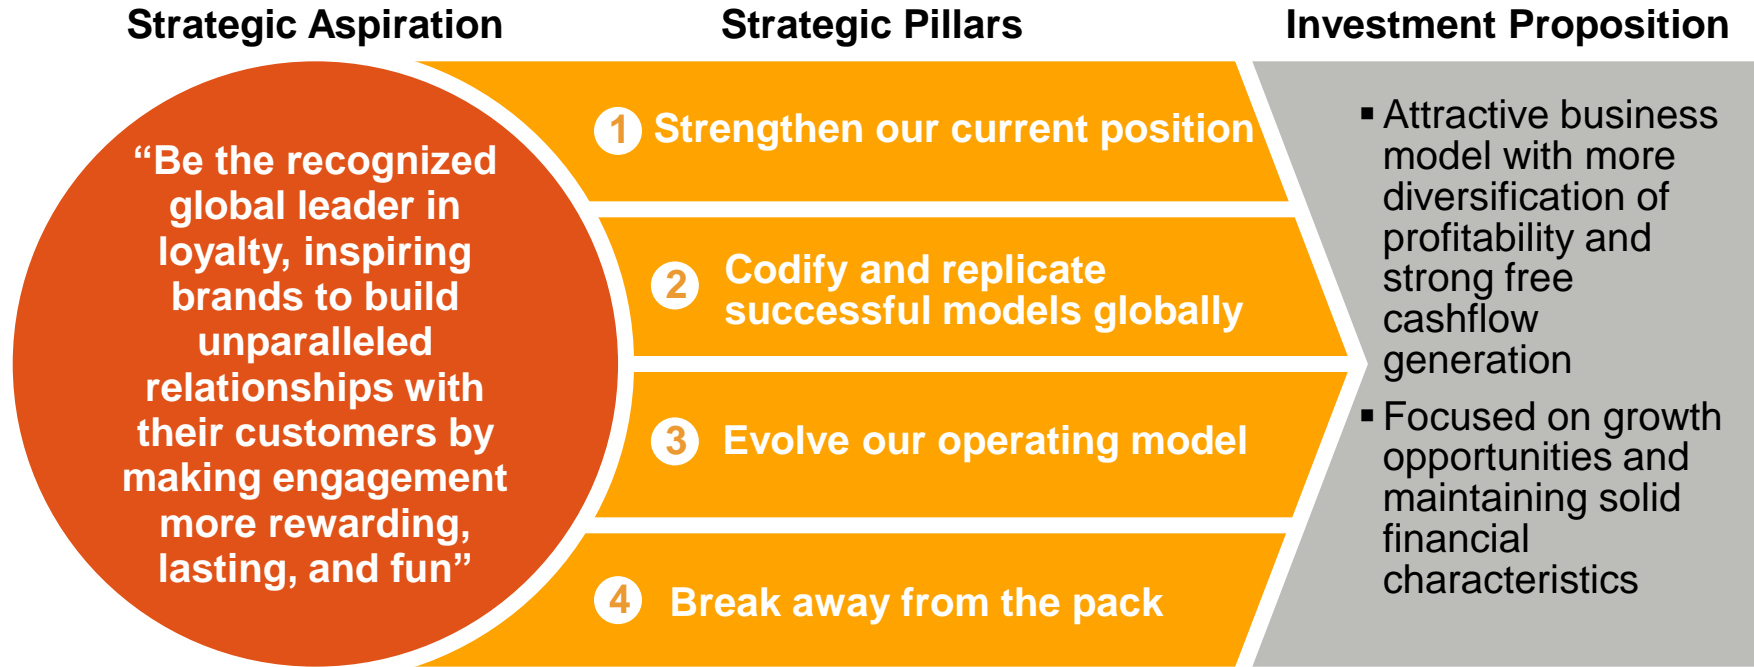 Strategic Aspiration
Strategic Pillars
Investment Proposition
“Be the recognized
global leader in
loyalty, inspiring
brands to build
unparalleled
relationships with
their customers by
making engagement
more rewarding,
lasting, and fun”
1 Strengthen our current position
2 Codify and replicate
successful models globally
3 Evolve our operating model
4 Break away from the pack
▪ Attractive business
model with more
diversification of
profitability and
strong free
cashflow
generation
▪ Focused on growth
opportunities and
maintaining solid
financial
characteristics